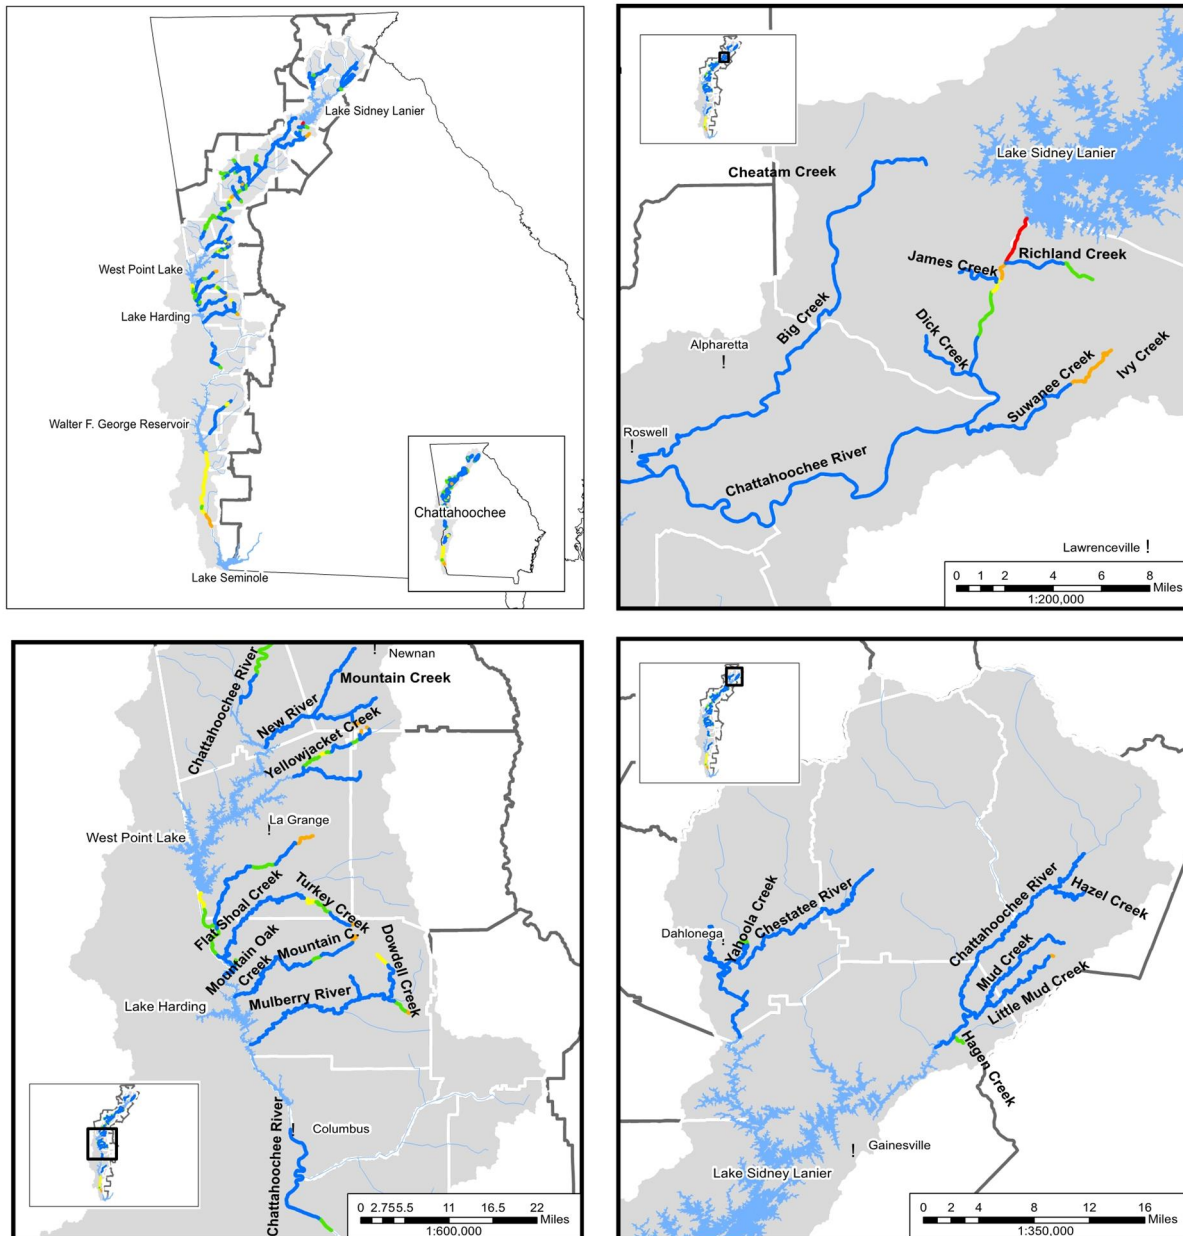 Lake Sidney Lanier
West Point Lake
Lake Harding
Walter F. George Reservoir
Chattahoochee
Lake Seminole
Lake Sidney Lanier
Cheatam Creek
James Creek
Richland Creek
Big Creek
Dick Creek
Alpharetta
!
Ivy Creek
Suwanee Creek
Roswell
!
Chattahoochee River
Lawrenceville !
0 1 2 4 6 8
Miles
1:200,000
Chattahoochee River
! Newnan
Mountain Creek
New River
Yellowjacket Creek
La Grange
!
West Point Lake
Flat Shoal Creek
Turkey Creek
Mountain Oak
Creek
Mountain C.
Dowdell Creek
Lake Harding
Mulberry River
Chattahoochee River
! Columbus
0 2.75 5.5 11 16.5 22
Miles
1:600,000
Chattahoochee River
Hazel Creek
Yahoola Creek
Chestatee River
Dahlonega
!
Mud Creek
Little Mud Creek
Hagen Creek
! Gainesville
Lake Sidney Lanier
0 2 4 8 12 16
Miles
1:350,000